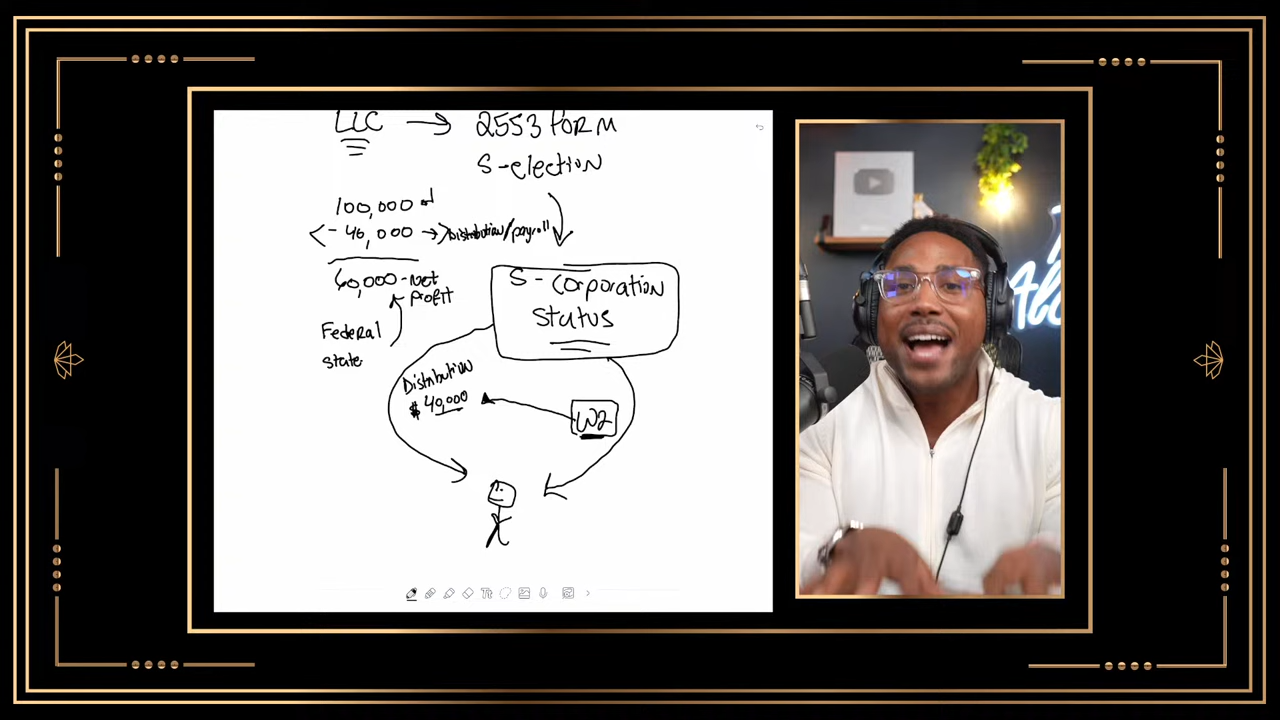 LLC → 2553 FORM
S-election
100,000
<- 40,000 → Distribution/payroll
60,000 - Net
profit
Federal
state
S-Corporation
Status
Distribution
$40,000
W2
Tt